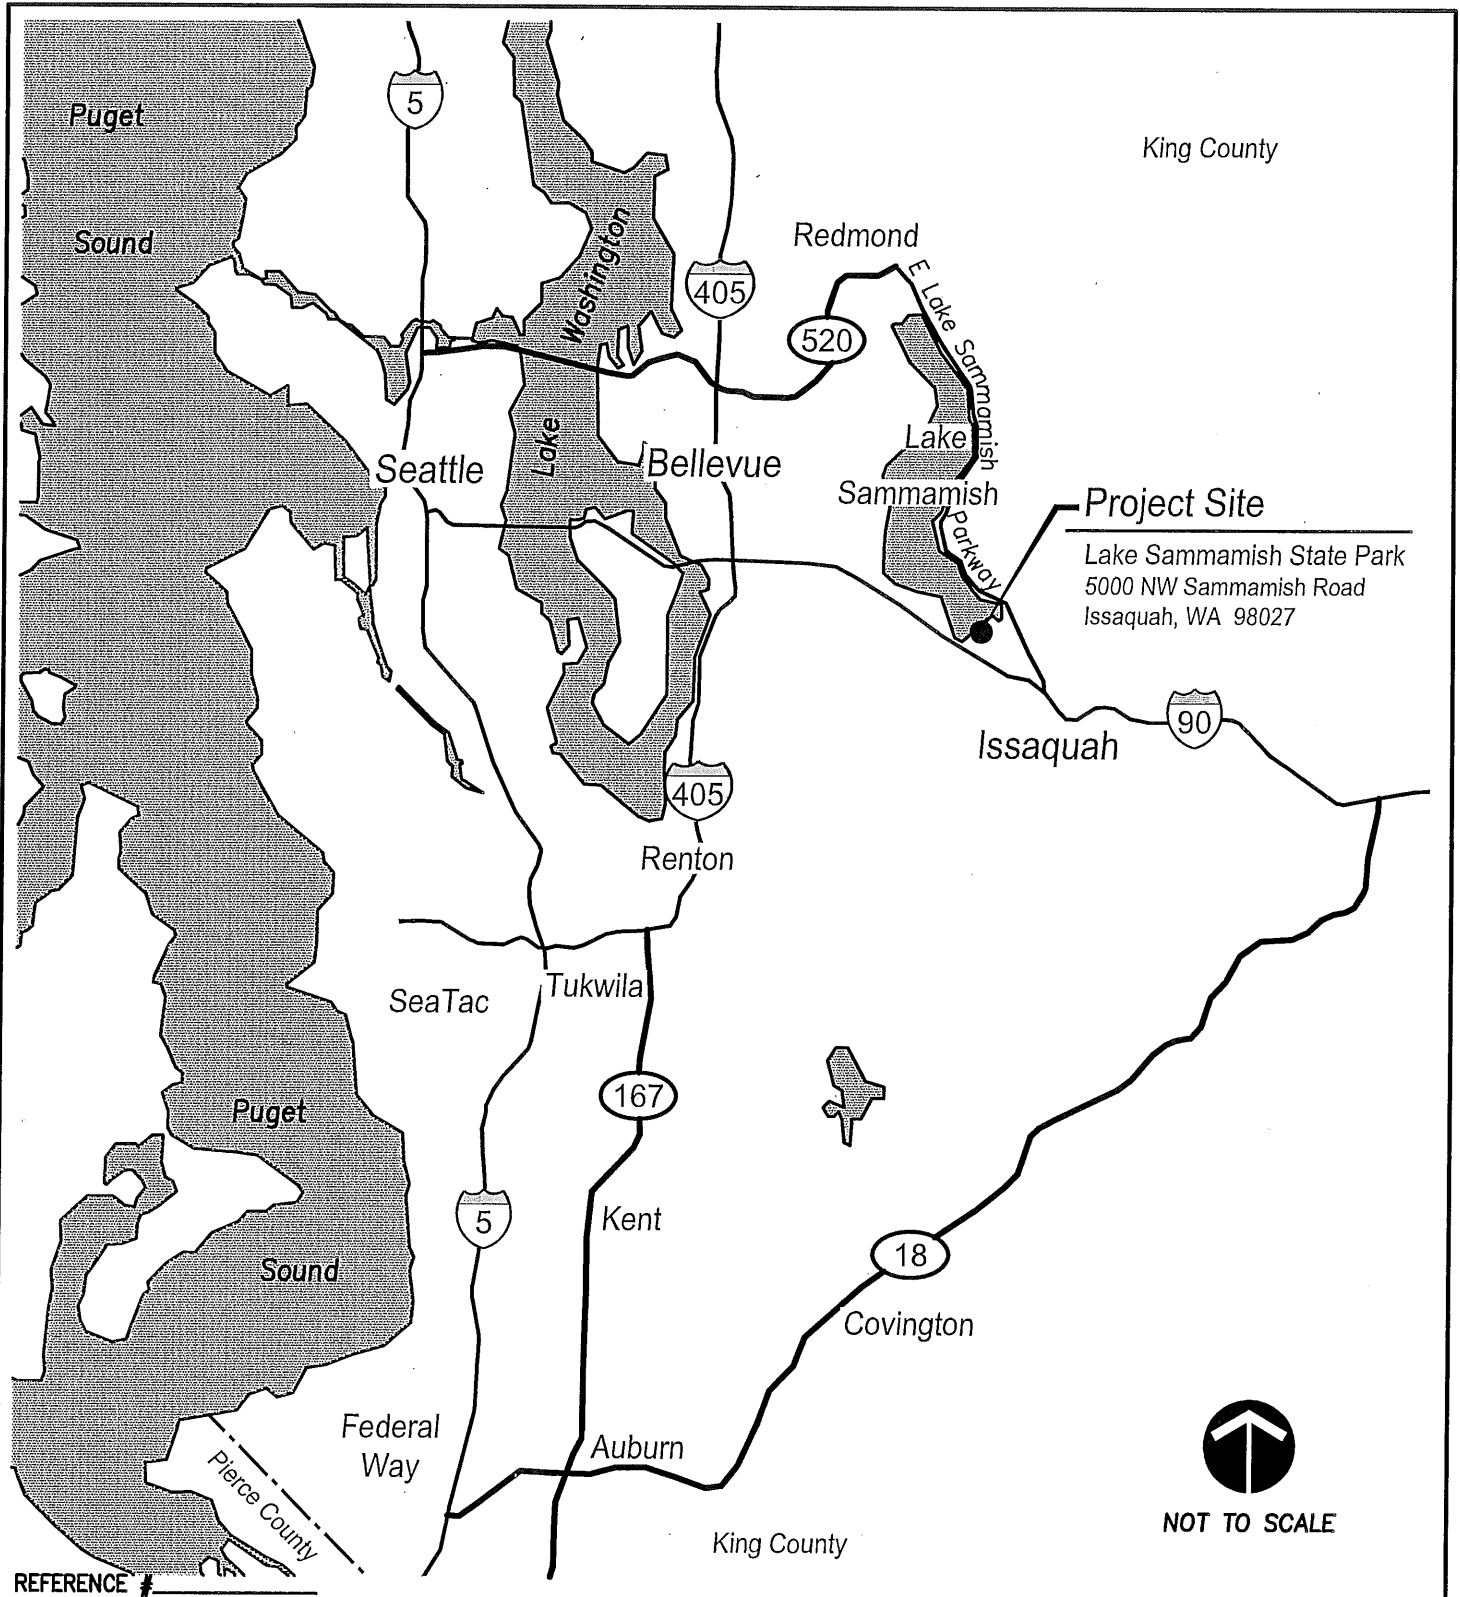 Puget
Sound
5
King County
Redmond
405
520
E Lake Sammamish Parkway
Lake Washington
Lake
Sammamish
Seattle
Bellevue
Project Site
Lake Sammamish State Park
5000 NW Sammamish Road
Issaquah, WA 98027
90
Issaquah
405
Renton
SeaTac
Tukwila
167
Puget
Sound
5
Kent
18
Covington
Federal
Way
Auburn
Pierce County
King County
NOT TO SCALE
REFERENCE #